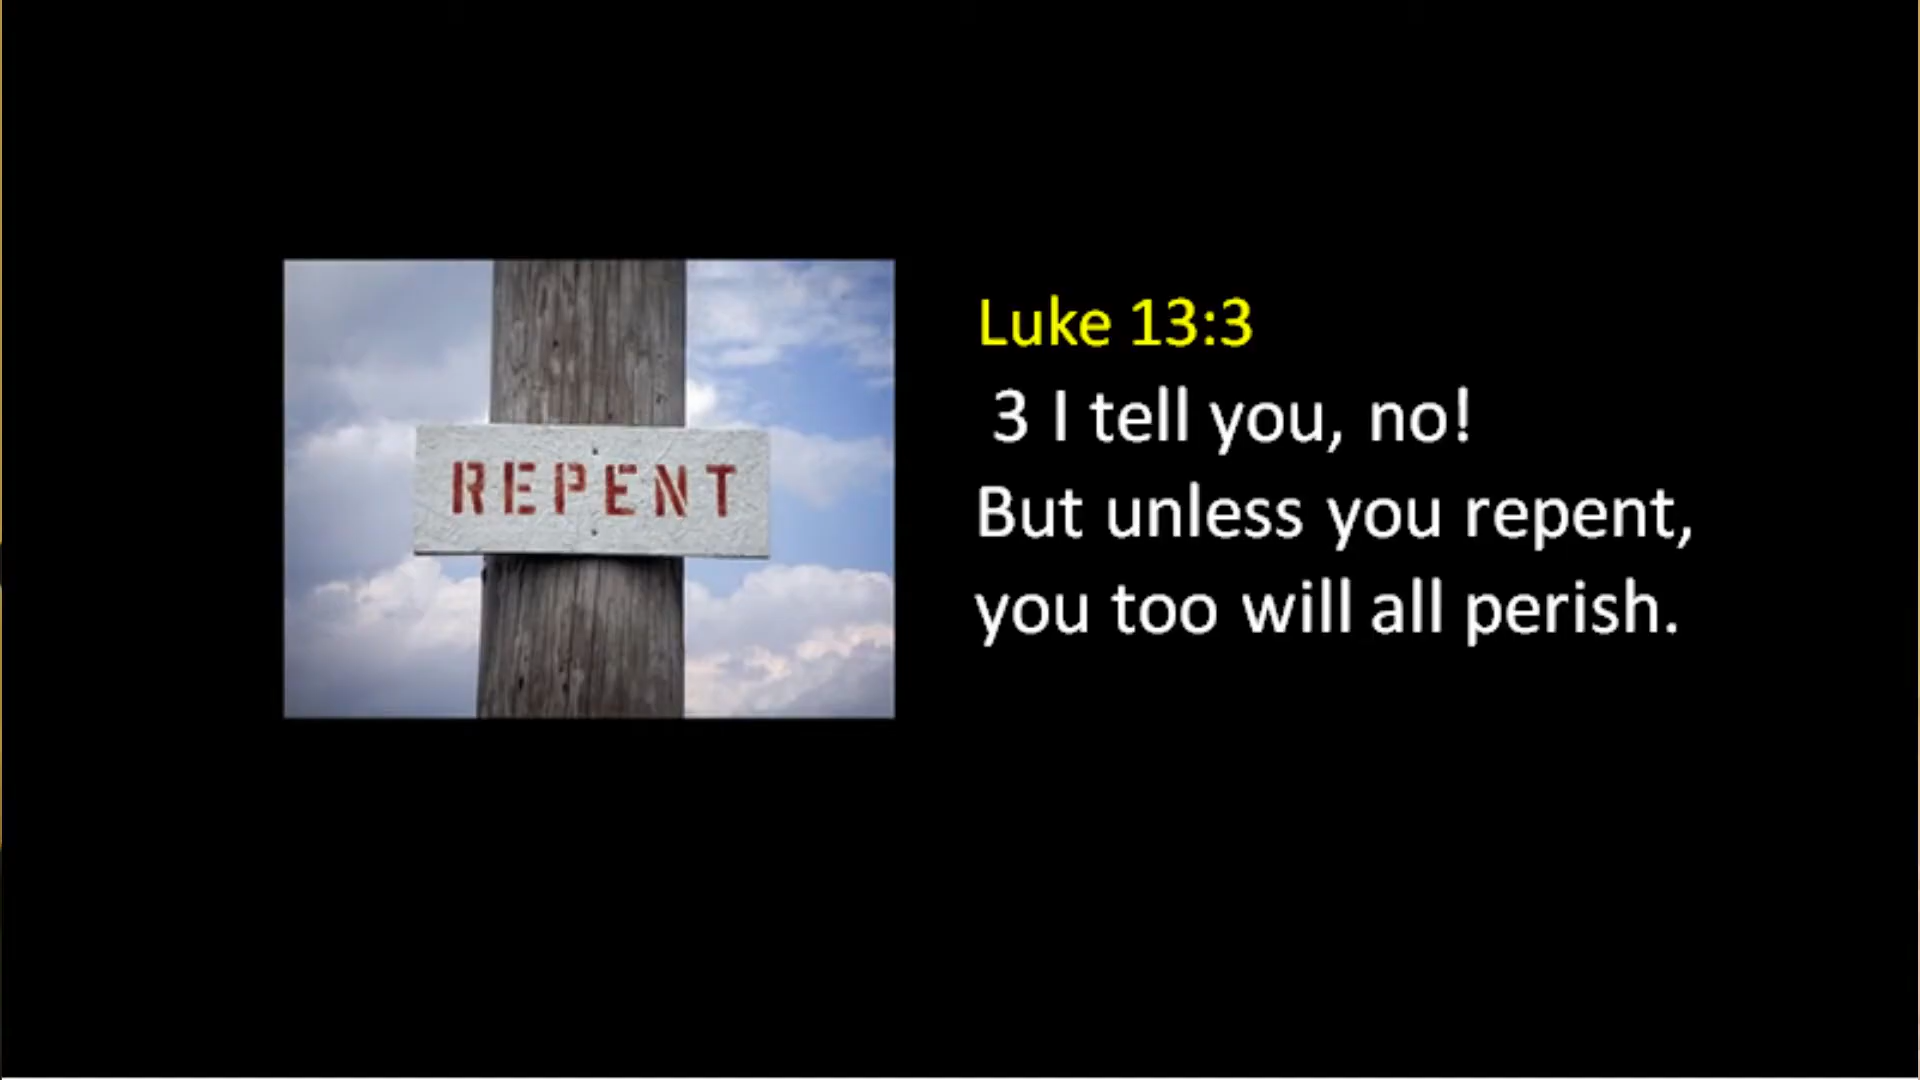 REPENT
Luke 13:3
3 I tell you, no!
But unless you repent,
you too will all perish.